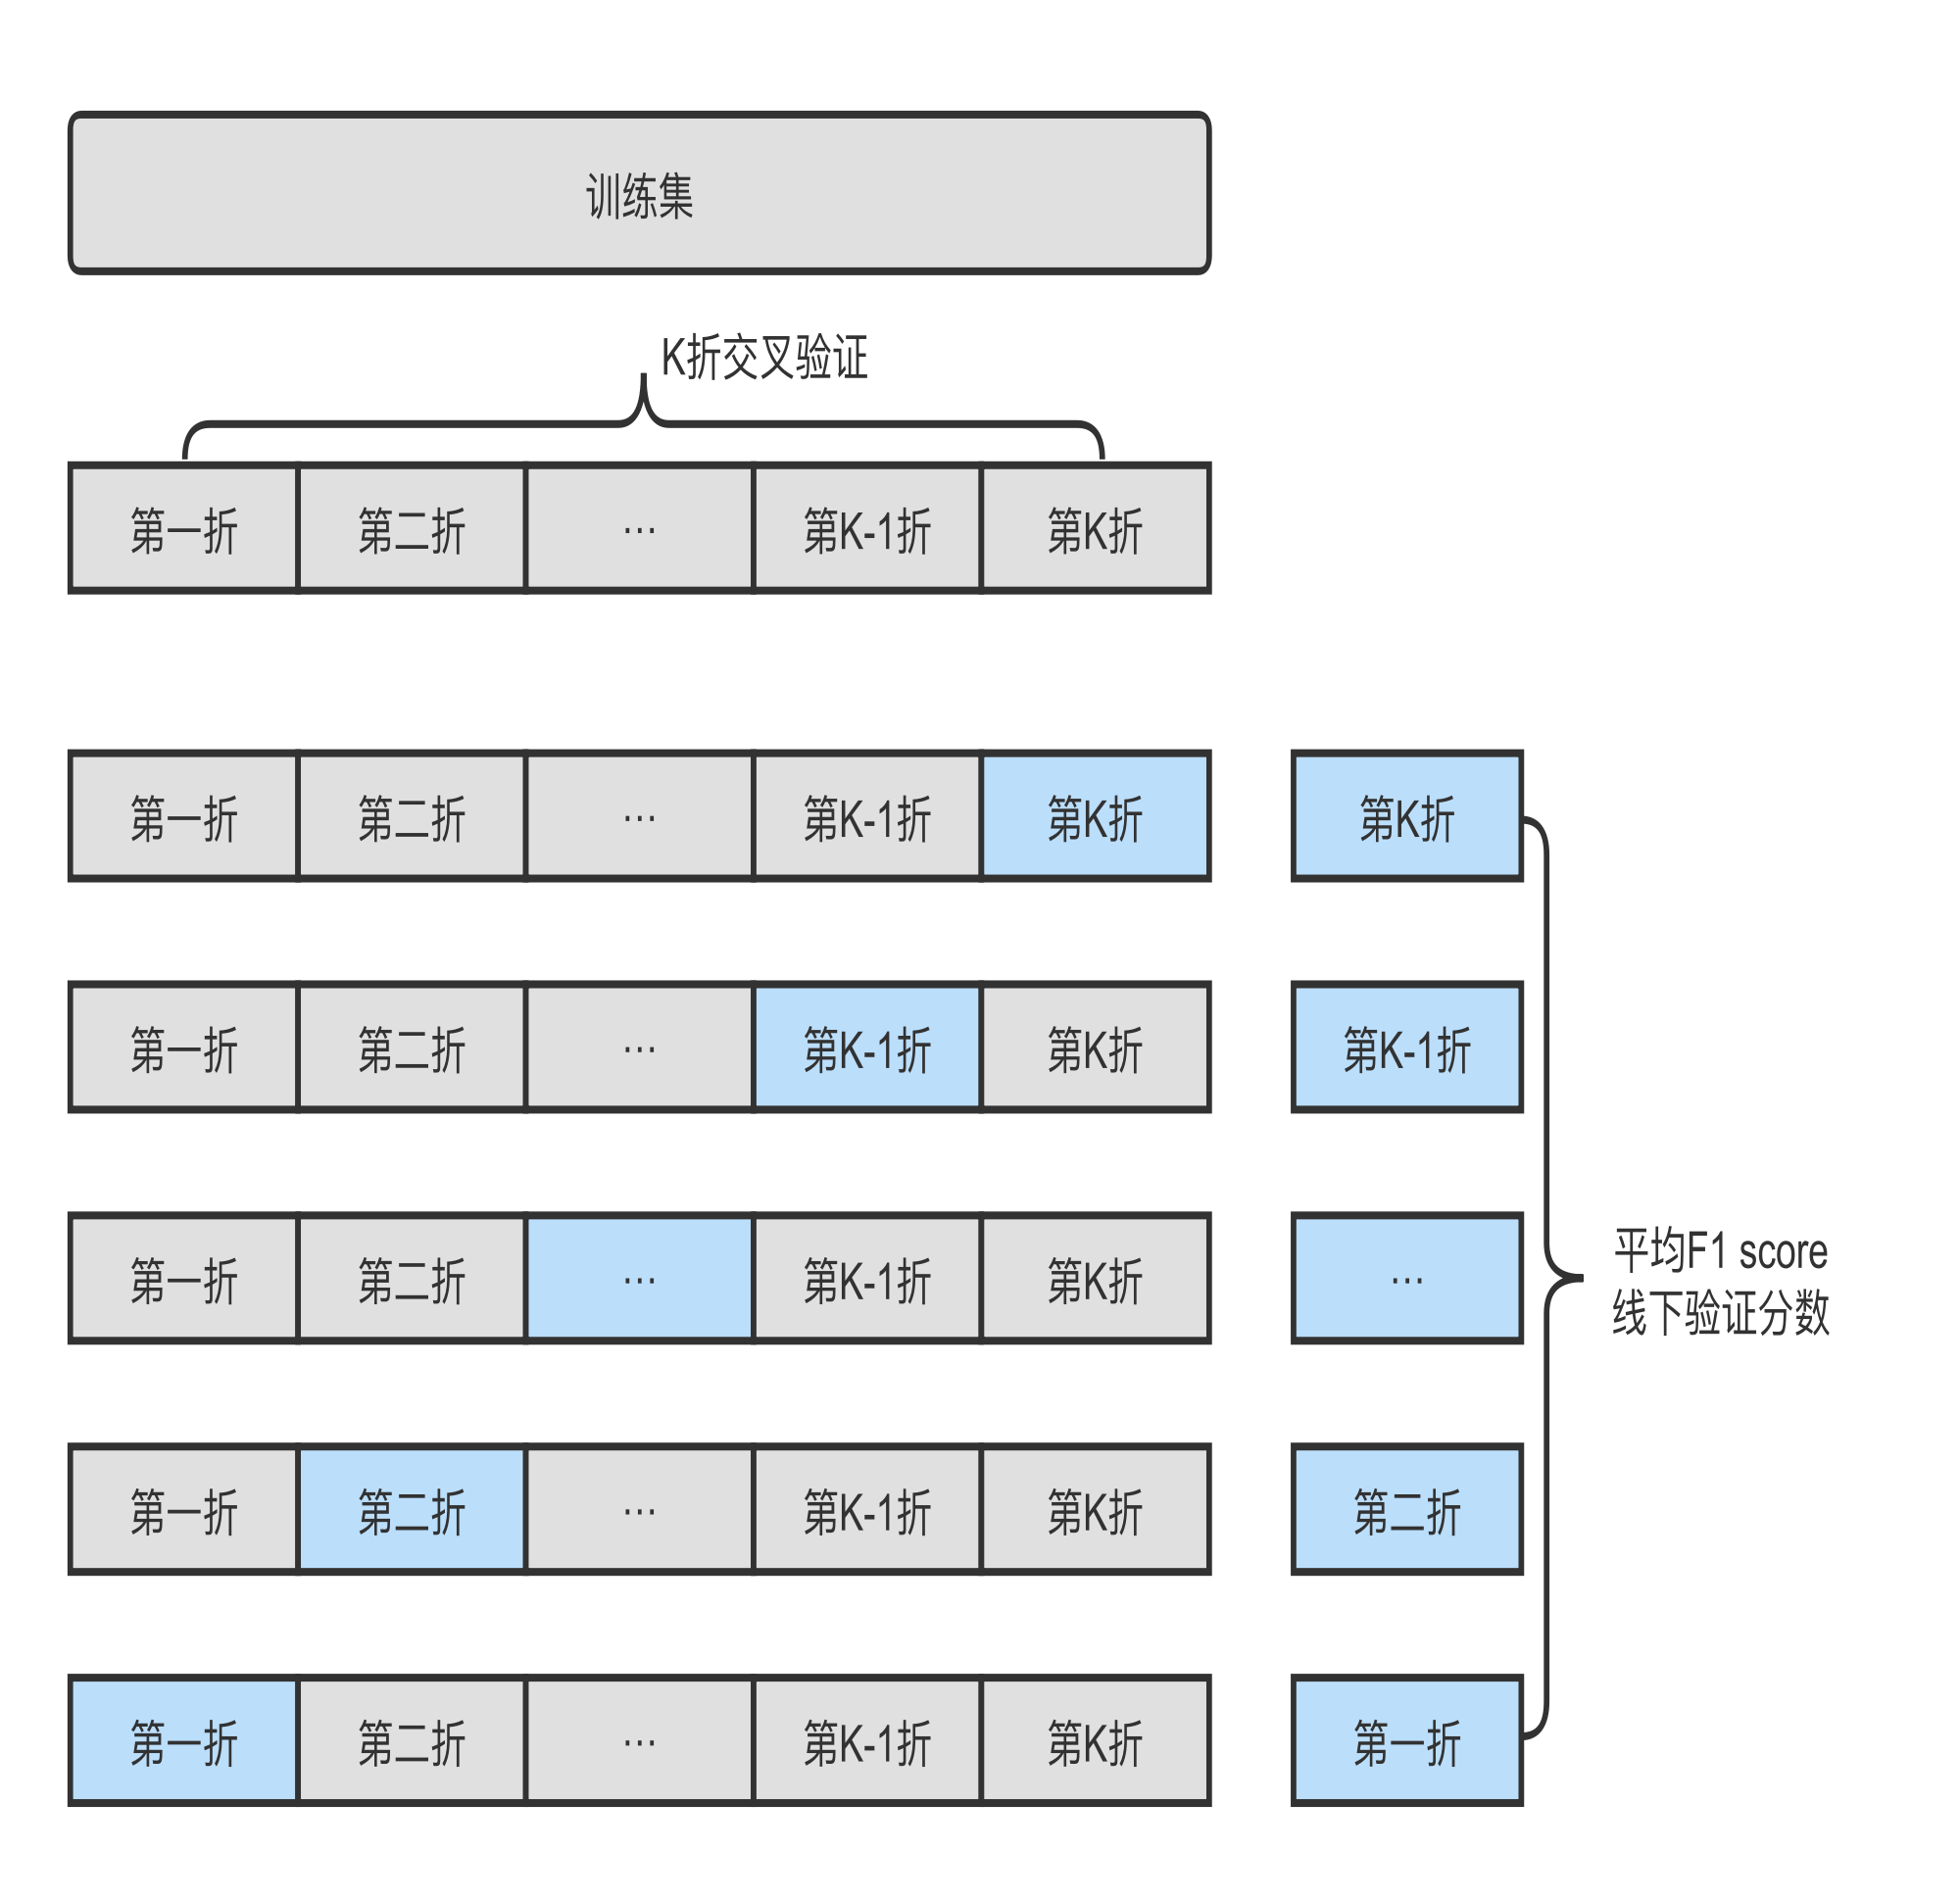 训练集
K折交叉验证
第一折 第二折 ... 第K-1折 第K折
第一折 第二折 ... 第K-1折 第K折 第K折
第一折 第二折 ... 第K-1折 第K折 第K-1折
第一折 第二折 ... 第K-1折 第K折 ...
第一折 第二折 ... 第K-1折 第K折 第二折
第一折 第二折 ... 第K-1折 第K折 第一折
平均F1 score
线下验证分数